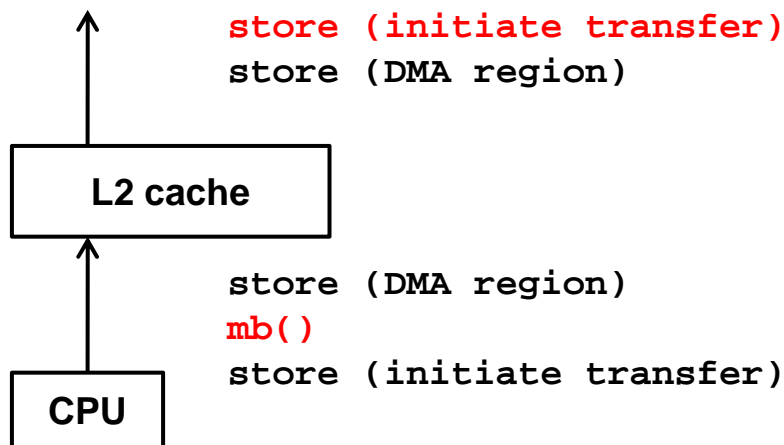 store (initiate transfer)
store (DMA region)
L2 cache
store (DMA region)
mb()
store (initiate transfer)
CPU